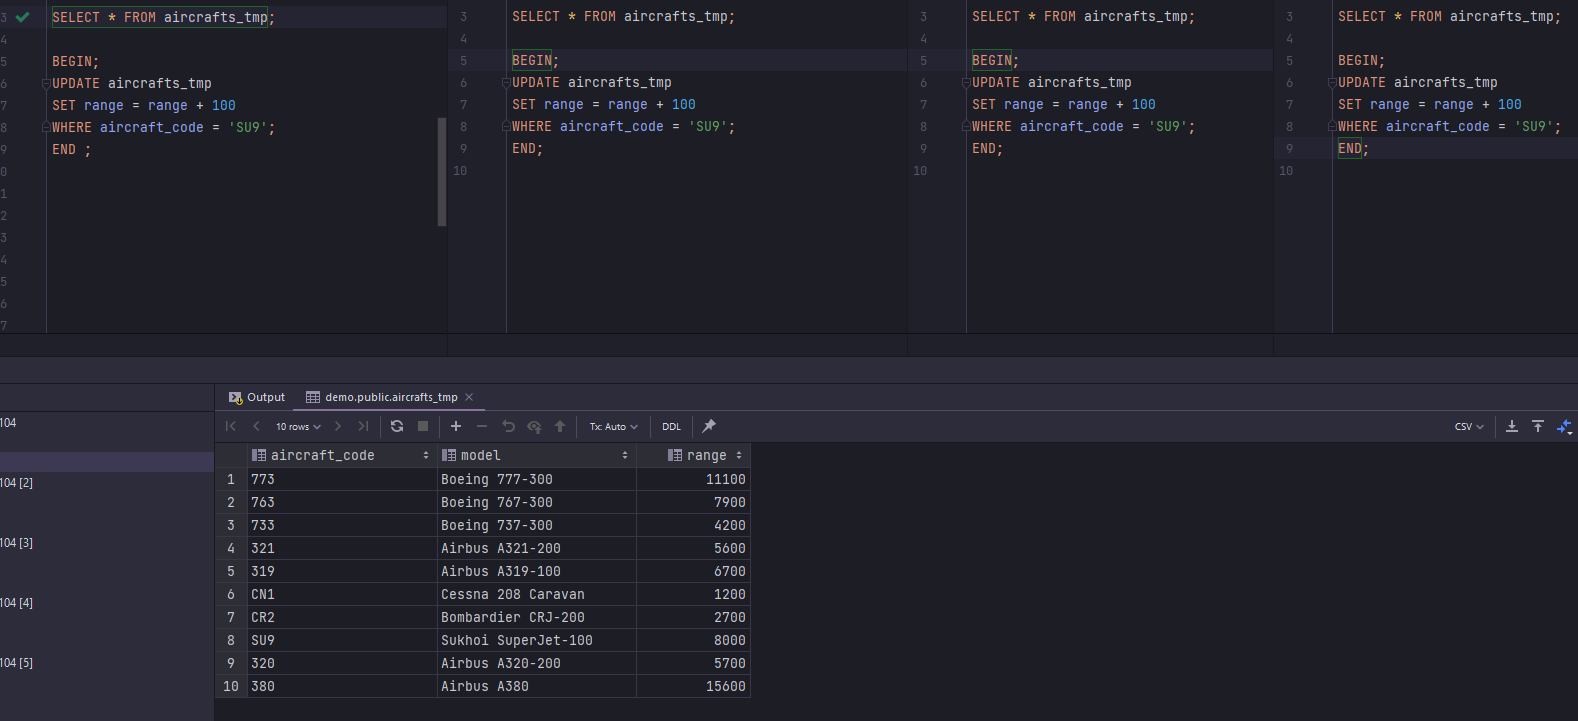 3 SELECT * FROM aircrafts_tmp;
4
5 BEGIN;
6 UPDATE aircrafts_tmp
7 SET range = range + 100
8 WHERE aircraft_code = 'SU9';
9 END ;
0
1
2
3
4
5
6
7
3 SELECT * FROM aircrafts_tmp;
4
5 BEGIN;
6 UPDATE aircrafts_tmp
7 SET range = range + 100
8 WHERE aircraft_code = 'SU9';
9 END;
10
3 SELECT * FROM aircrafts_tmp;
4
5 BEGIN;
6 UPDATE aircrafts_tmp
7 SET range = range + 100
8 WHERE aircraft_code = 'SU9';
9 END;
10
3 SELECT * FROM aircrafts_tmp;
4
5 BEGIN;
6 UPDATE aircrafts_tmp
7 SET range = range + 100
8 WHERE aircraft_code = 'SU9';
9 END;
10
104
104 [2]
104 [3]
104 [4]
104 [5]
Output demo.public.aircrafts_tmp
10 rows Tx: Auto DDL CSV
aircraft_code model range
1 773 Boeing 777-300 11100
2 763 Boeing 767-300 7900
3 733 Boeing 737-300 4200
4 321 Airbus A321-200 5600
5 319 Airbus A319-100 6700
6 CN1 Cessna 208 Caravan 1200
7 CR2 Bombardier CRJ-200 2700
8 SU9 Sukhoi SuperJet-100 8000
9 320 Airbus A320-200 5700
10 380 Airbus A380 15600